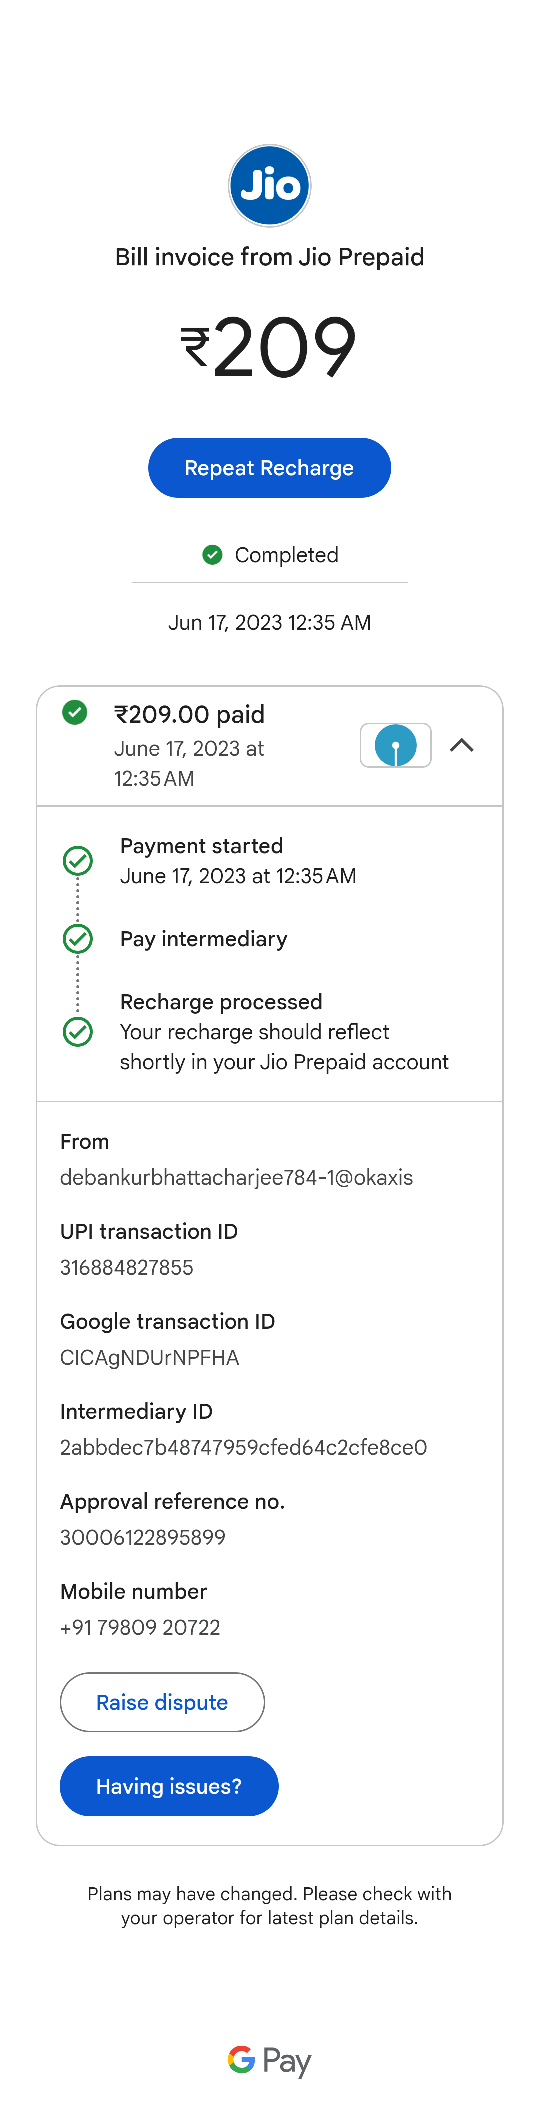 Jio
Bill invoice from Jio Prepaid
₹209
Repeat Recharge
Completed
Jun 17, 2023 12:35 AM
₹209.00 paid
June 17, 2023 at
12:35 AM
Payment started
June 17, 2023 at 12:35 AM
Pay intermediary
Recharge processed
Your recharge should reflect
shortly in your Jio Prepaid account
From
debankurbhattacharjee784-1@okaxis
UPI transaction ID
316884827855
Google transaction ID
CICAgNDUrNPFHA
Intermediary ID
2abbdec7b48747959cfed64c2cfe8ce0
Approval reference no.
30006122895899
Mobile number
+91 79809 20722
Raise dispute
Having issues?
Plans may have changed. Please check with
your operator for latest plan details.
G Pay